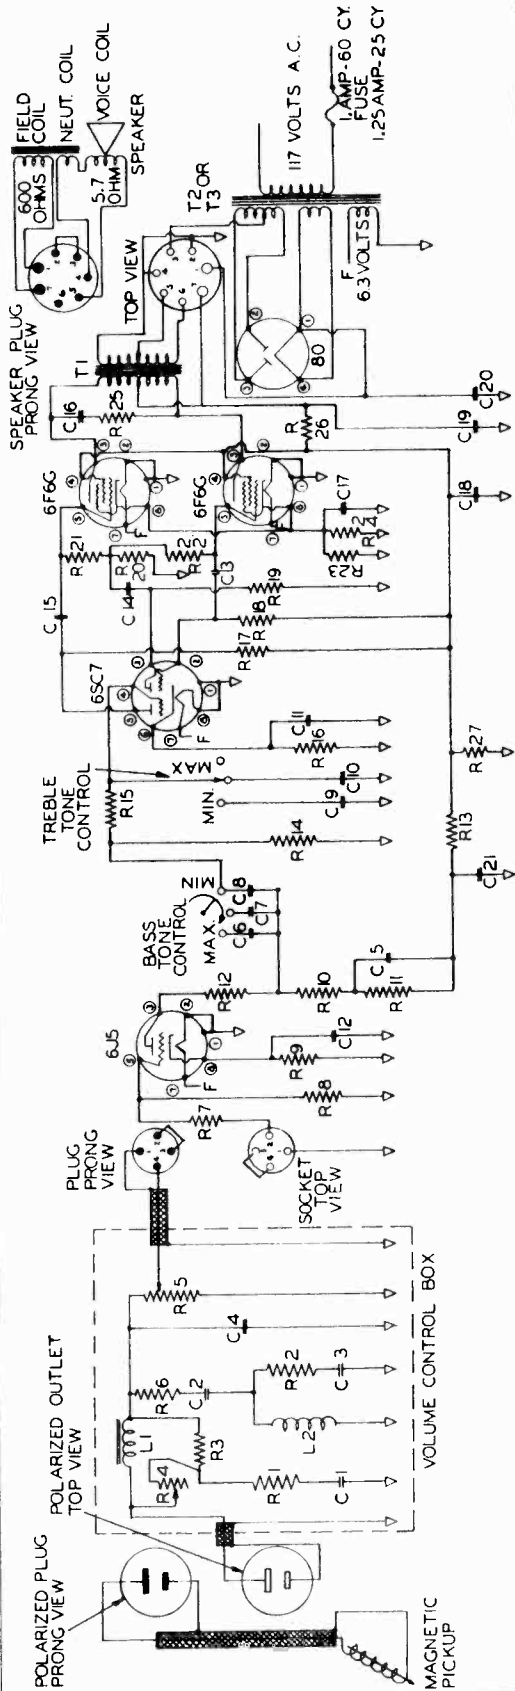 POLARIZED PLUG
PRONG VIEW
POLARIZED OUTLET
TOP VIEW
MAGNETIC
PICKUP
L1
R4
R3
R6
C2
R5
R1
C1
L2
R2
C3
C4
VOLUME CONTROL BOX
PLUG
PRONG
VIEW
SOCKET
TOP
VIEW
6J5
R7
R8
R9
C12
F
R12
R10
R11
C5
BASS
TONE
CONTROL
MAX.
MIN
C6
C7
C8
TREBLE
TONE
CONTROL
R15
MAX
MIN.
R14
C9
C10
R16
C11
C21
R13
R27
6SC7
F
C15
R21
R20
R22
C14
C13
R17
R18
R19
6F6G
F
6F6G
F
R23
R24
C17
C18
C19
C20
C16
R25
R26
T1
SPEAKER PLUG
PRONG VIEW
TOP VIEW
80
T2 OR
T3
F
6.3 VOLTS
600
OHMS
5.7
OHM
FIELD
COIL
NEUT. COIL
VOICE COIL
SPEAKER
117 VOLTS A.C.
1 AMP-60 CY.
FUSE
1.25 AMP-25 CY